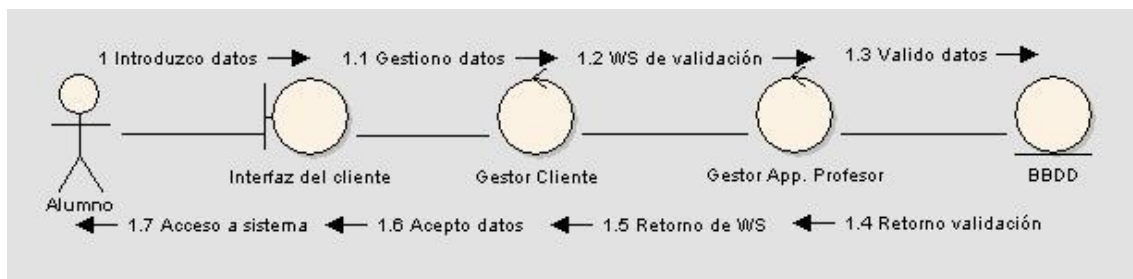 1 Introduzco datos
1.1 Gestiono datos
1.2 WS de validación
1.3 Valido datos
Interfaz del cliente
Gestor Cliente
Gestor App. Profesor
BBDD
Alumno
1.7 Acceso a sistema
1.6 Acepto datos
1.5 Retorno de WS
1.4 Retorno validación